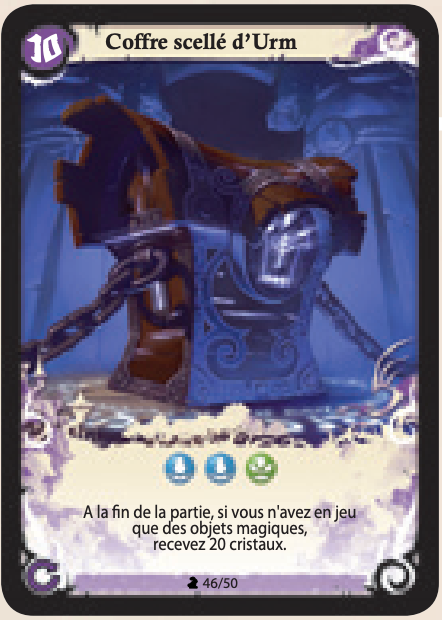 10
Coffre scellé d'Urm
A la fin de la partie, si vous n'avez en jeu
que des objets magiques,
recevez 20 cristaux.
46/50